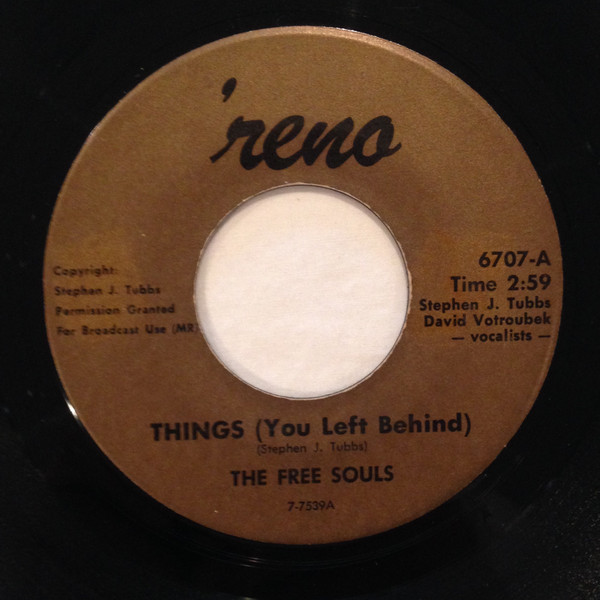 'reno
Copyright:
Stephen J. Tubbs
Permission Granted
For Broadcast Use (MR
6707-A
Time 2:59
Stephen J. Tubbs
David Votroubek
— vocalists —
THINGS (You Left Behind)
(Stephen J. Tubbs)
THE FREE SOULS
7-7539A